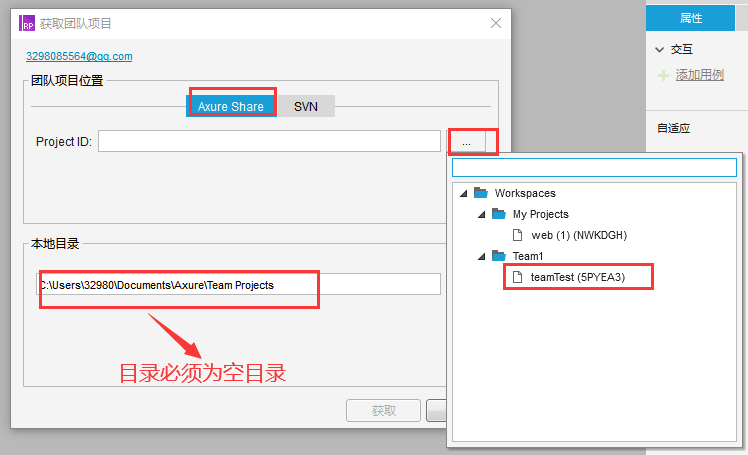 RP 获取团队项目
3298085564@qq.com
团队项目位置
Axure Share
SVN
Project ID:
...
Workspaces
My Projects
web (1) (NWKDGH)
Team1
teamTest (5PYEA3)
本地目录
C:\Users\32980\Documents\Axure\Team Projects
目录必须为空目录
获取
属性
交互
添加用例
自适应